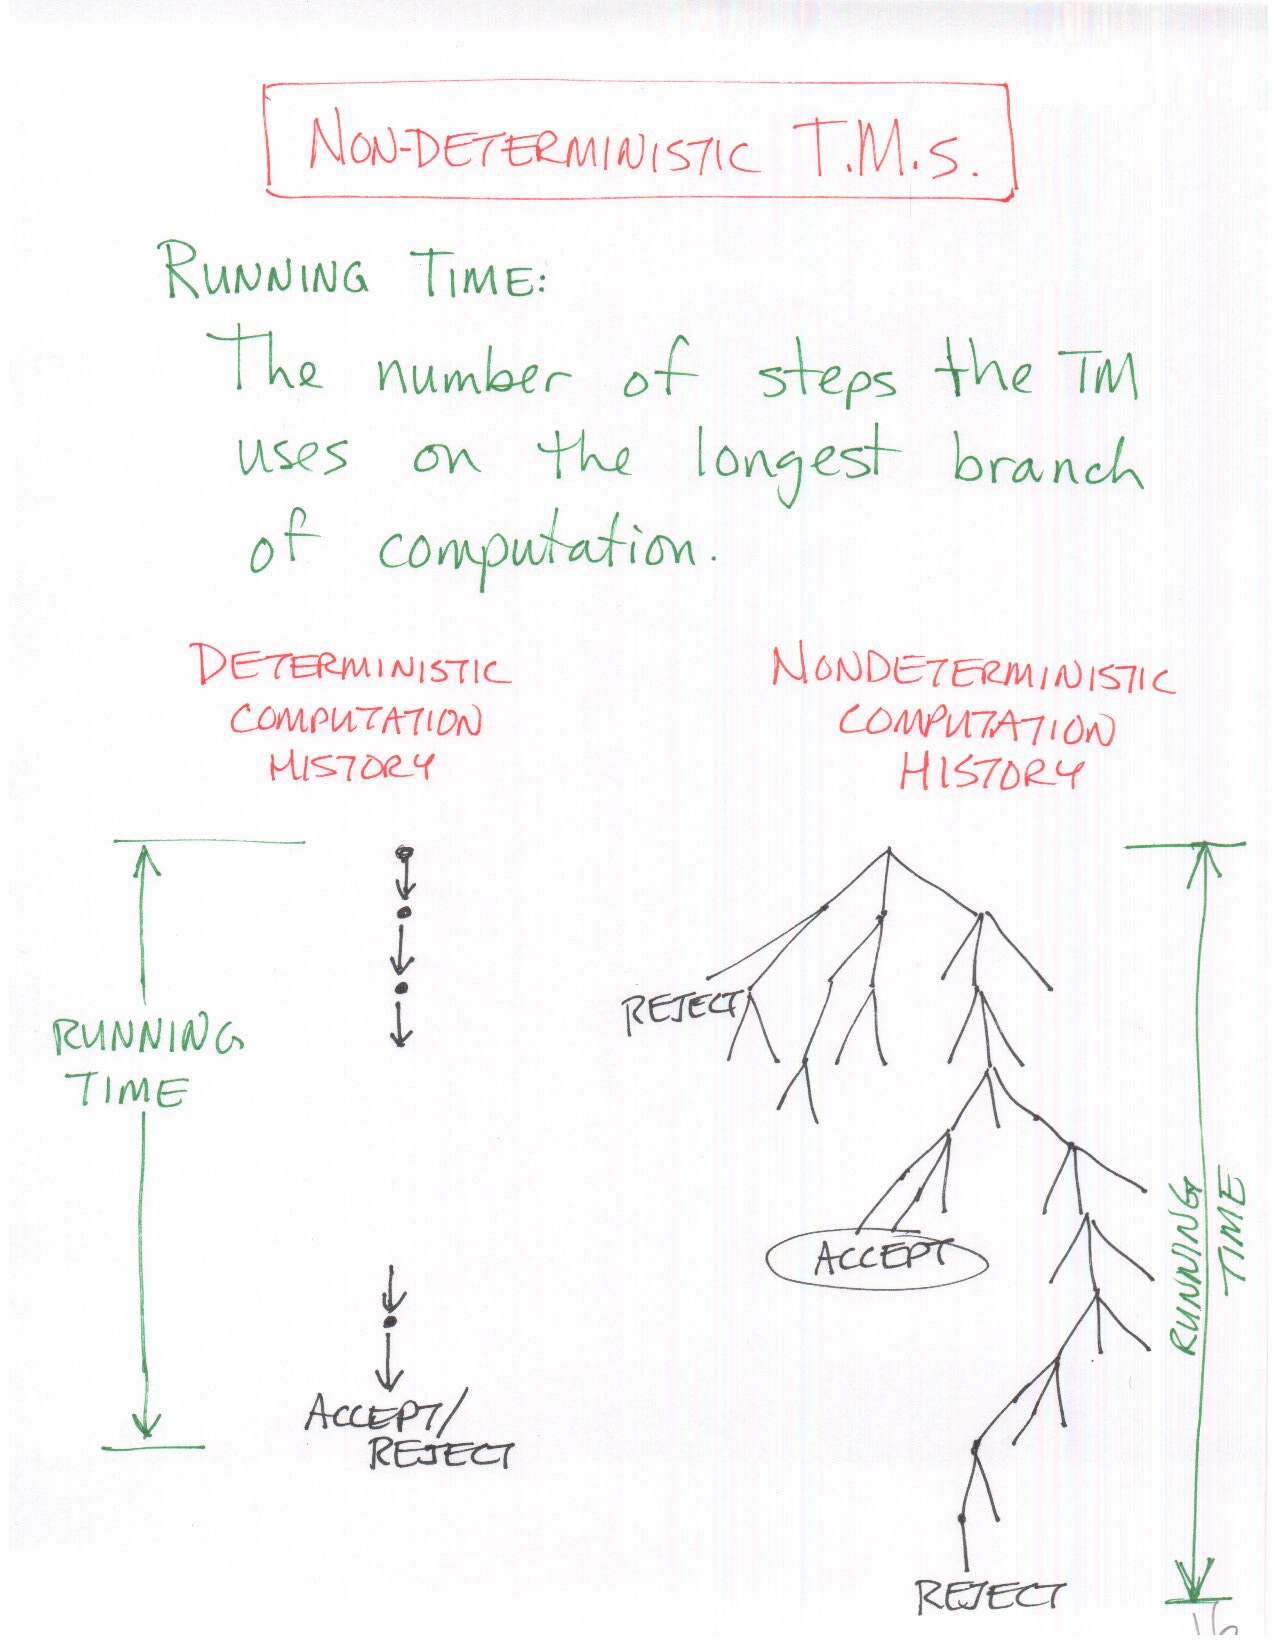 NON-DETERMINISTIC T.M.s.
RUNNING TIME:
The number of steps the TM
uses on the longest branch
of computation.
DETERMINISTIC
COMPUTATION
HISTORY
NONDETERMINISTIC
COMPUTATION
HISTORY
RUNNING
TIME
ACCEPT/
REJECT
REJECT
ACCEPT
REJECT
RUNNING
TIME
16